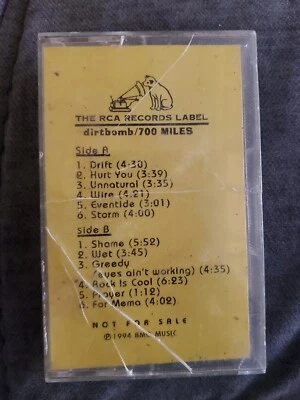 THE RCA RECORDS LABEL
dirtbomb/700 MILES
Side A
1. Drift (4:30)
2. Hurt You (3:39)
3. Unnatural (3:35)
4. Wire (4:21)
5. Eventide (3:01)
6. Storm (4:00)
Side B
1. Shame (5:52)
2. Wet (3:45)
3. Greedy
(eyes ain't working) (4:35)
4. Rock Is Cool (6:23)
5. Prayer (1:12)
6. For Mema (4:02)
NOT FOR SALE
©1994 BMG MUSIC